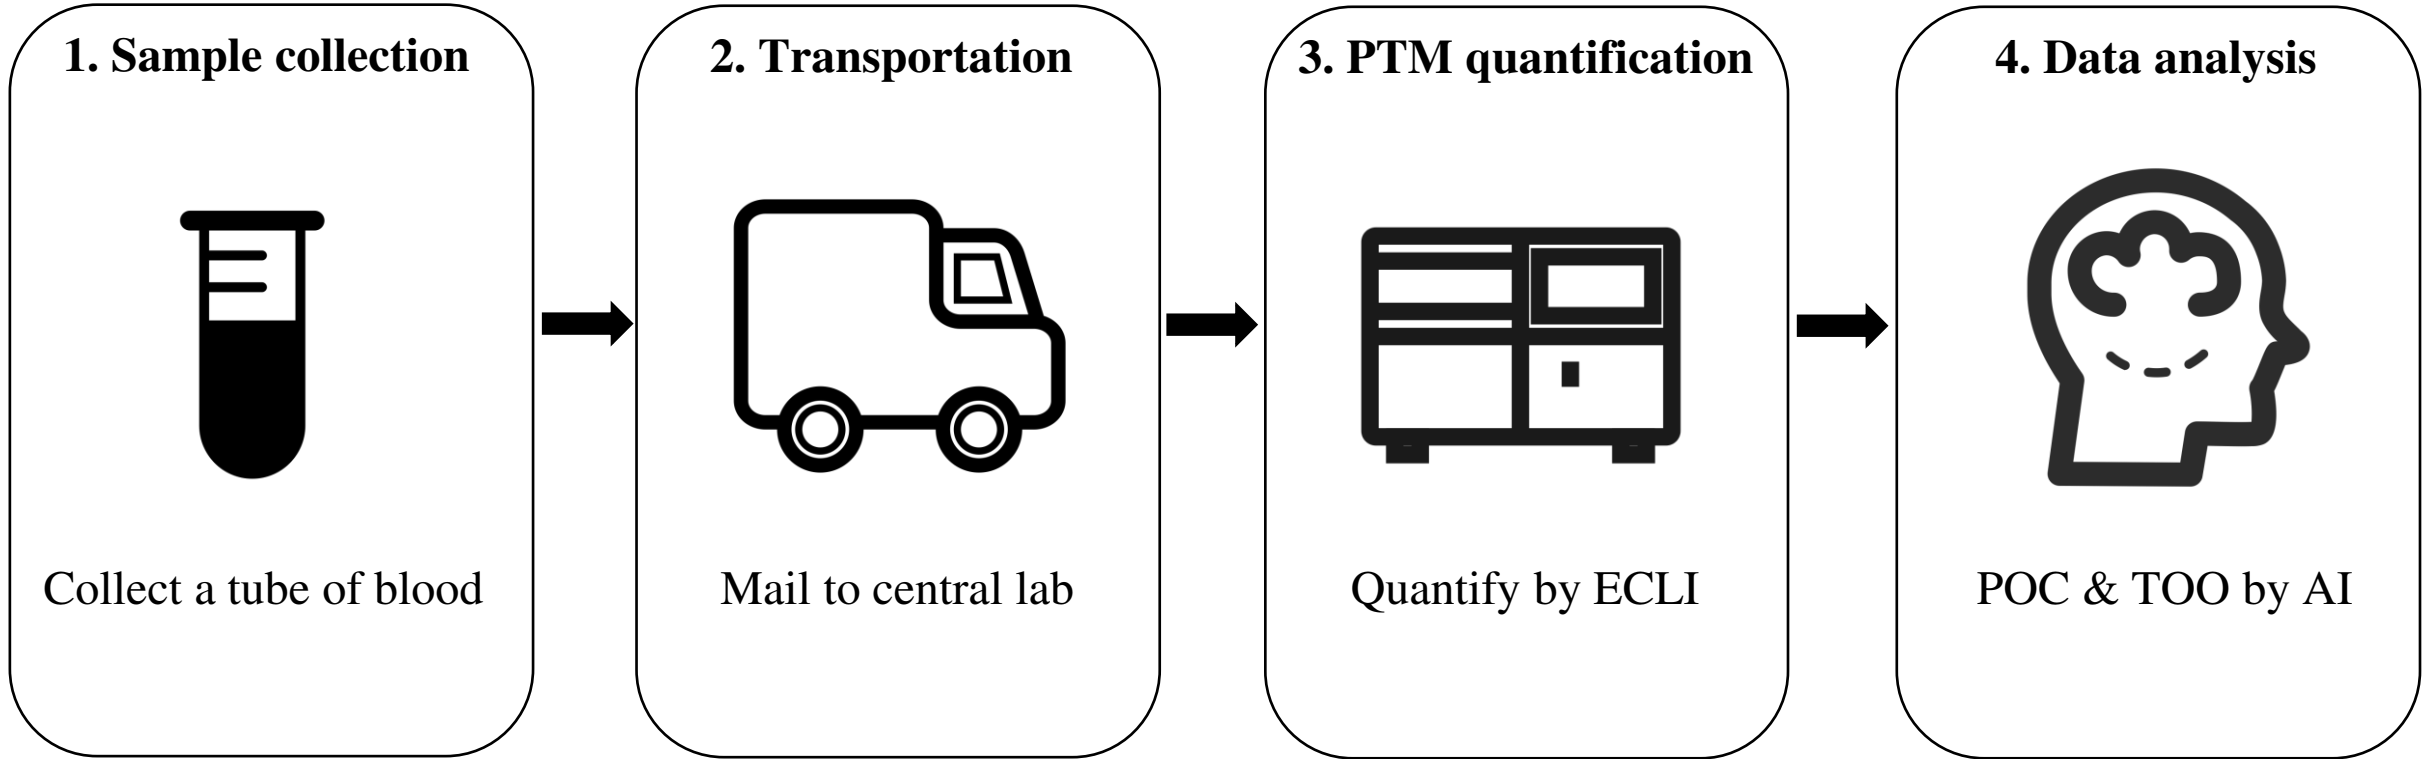 1. Sample collection
Collect a tube of blood
2. Transportation
Mail to central lab
3. PTM quantification
Quantify by ECLI
4. Data analysis
POC & TOO by AI